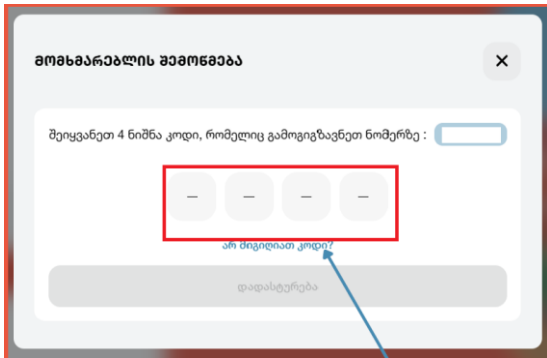 მომხმარებლის შემოწმება
შეიყვანეთ 4 ნიშნა კოდი, რომელიც გამოგიგზავნეთ ნომერზე :
არ მიგიღიათ კოდი?
დადასტურება